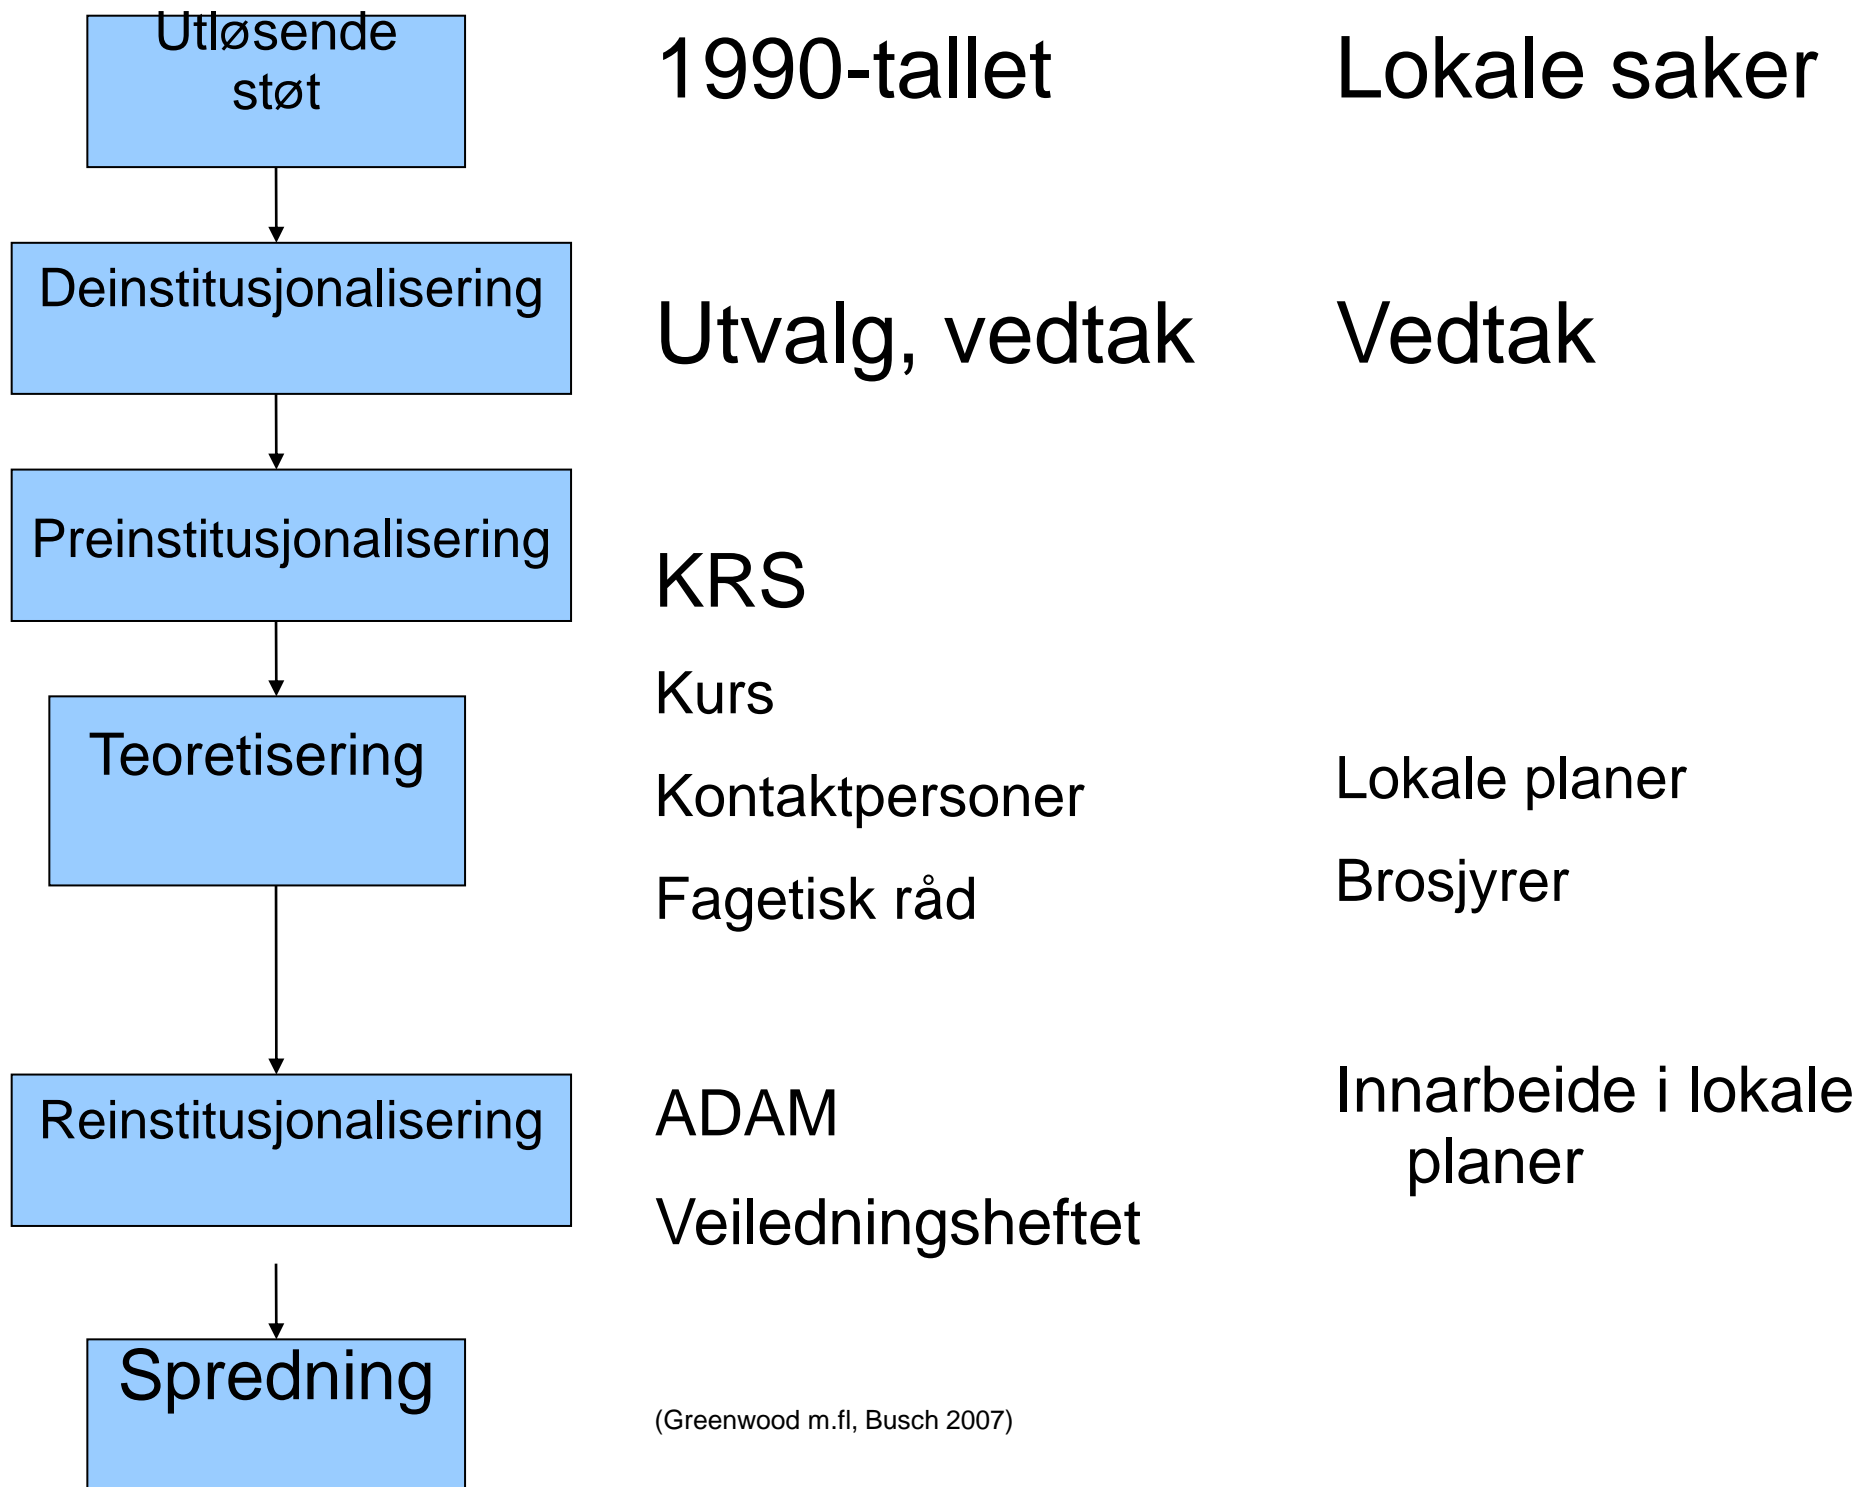 Utløsende
støt
1990-tallet
Lokale saker
Deinstitusjonalisering
Utvalg, vedtak
Vedtak
Preinstitusjonalisering
KRS
Kurs
Teoretisering
Kontaktpersoner
Fagetisk råd
Lokale planer
Brosjyrer
Reinstitusjonalisering
ADAM
Veiledningsheftet
Innarbeide i lokale
planer
Spredning
(Greenwood m.fl, Busch 2007)